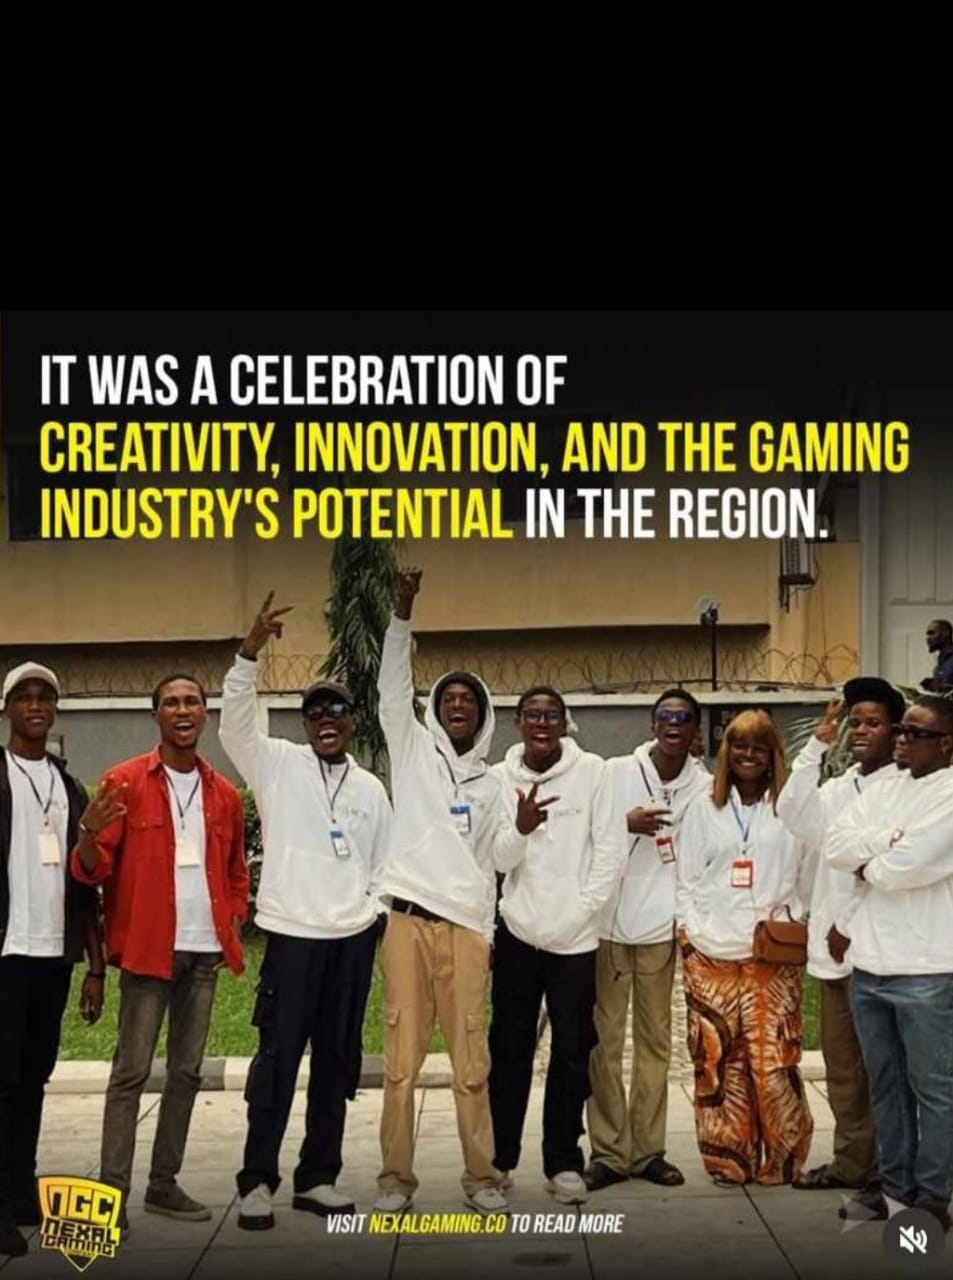 IT WAS A CELEBRATION OF
CREATIVITY, INNOVATION, AND THE GAMING
INDUSTRY'S POTENTIAL IN THE REGION.
NGC
NEXAL
GAMING
VISIT NEXALGAMING.CO TO READ MORE